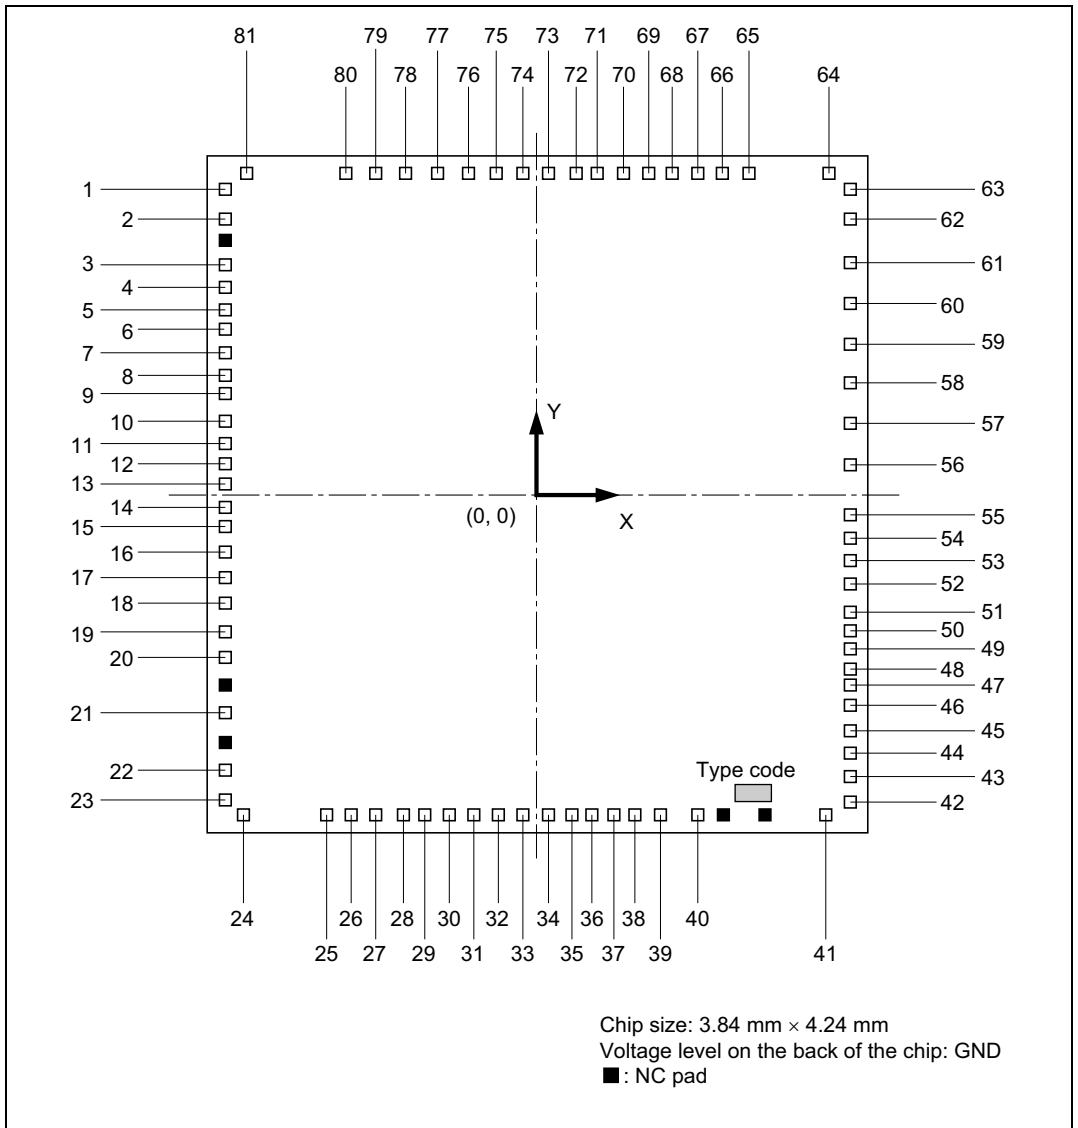 81 79 77 75 73 71 69 67 65
80 78 76 74 72 70 68 66 64
1 63
2 62
3 61
4
5 60
6
7 59
8 58
9
10 57
11
12 56
13
14 55
15 54
16 53
17 52
18 51
19 50
20 49
48
47
21 46
45
22 44
23 43
42
Y
(0, 0) X
Type code
24 26 28 30 32 34 36 38 40
25 27 29 31 33 35 37 39 41
Chip size: 3.84 mm × 4.24 mm
Voltage level on the back of the chip: GND
: NC pad